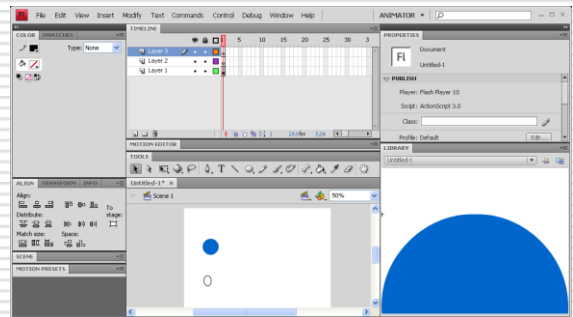 FL File Edit View Insert Modify Text Commands Control Debug Window Help ANIMATOR
COLOR SWATCHES
Type: None
TIMELINE
5 10 15 20 25 30 3
Layer 3
Layer 2
Layer 1
1
MOTION EDITOR
TOOLS
T
Untitled-1* x
Scene 1 50%
ALIGN TRANSFORM INFO
Align:
Distribute:
To stage:
Match size: Space:
SCENE
MOTION PRESETS
PROPERTIES
Fl
Document
Untitled-1
PUBLISH
Player: Flash Player 10
Script: ActionScript 3.0
Class:
Profile: Default Edit...
LIBRARY
Untitled-1